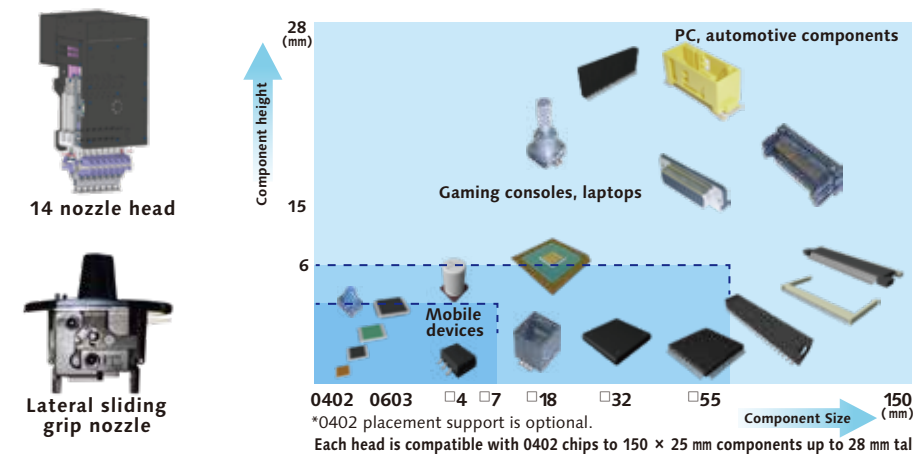 28
(mm)
PC, automotive components
Component height
14 nozzle head
Gaming consoles, laptops
15
6
Mobile
devices
Lateral sliding
grip nozzle
0402 0603 □4 □7 □18 □32 □55 150
(mm)
Component Size
*0402 placement support is optional.
Each head is compatible with 0402 chips to 150 × 25 mm components up to 28 mm tal